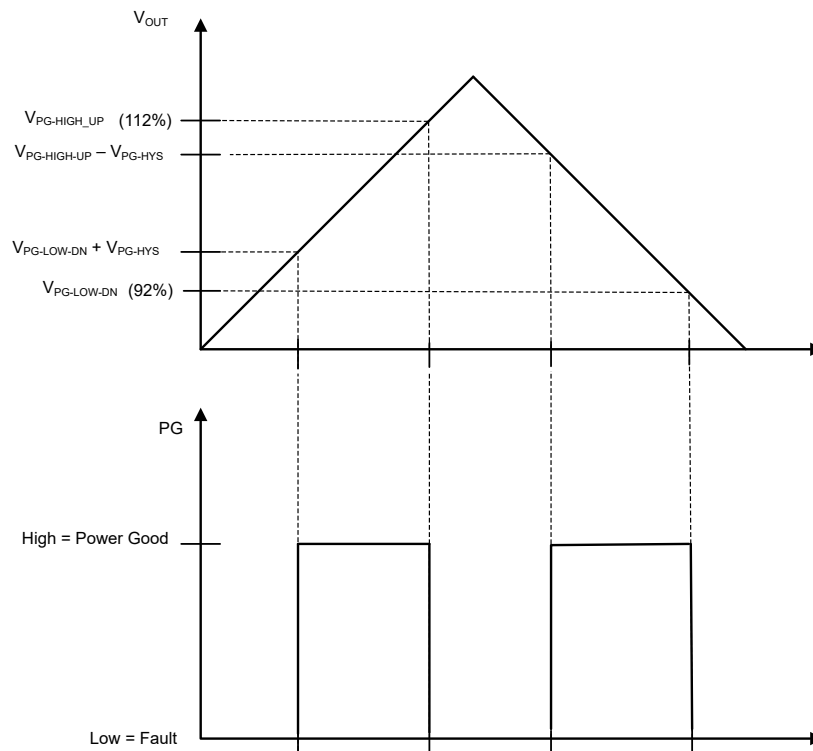 VOUT
VPG-HIGH_UP (112%)
VPG-HIGH-UP – VPG-HYS
VPG-LOW-DN + VPG-HYS
VPG-LOW-DN (92%)
PG
High = Power Good
Low = Fault